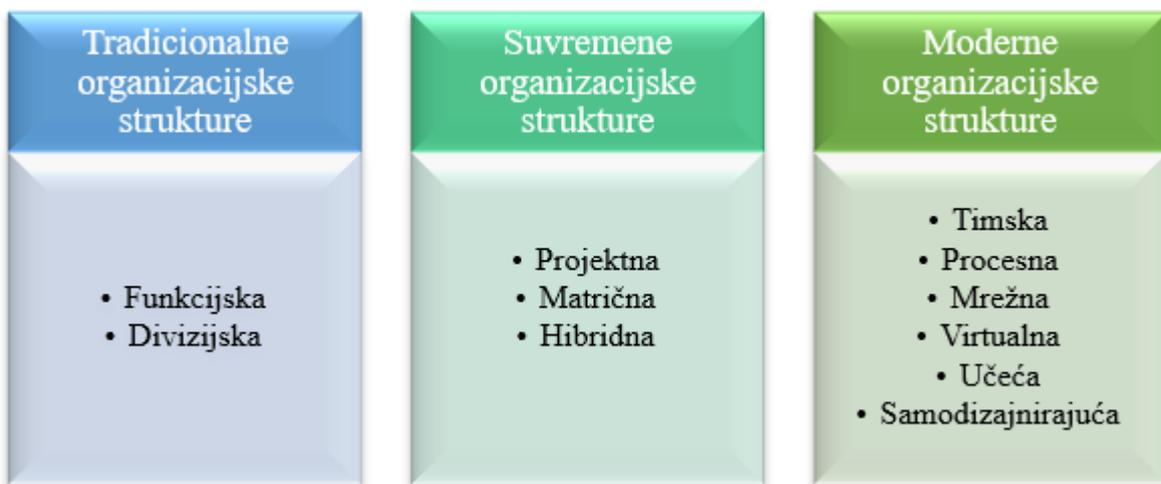 Tradicionalne
organizacijske
strukture
• Funkcijska
• Divizijska
Suvremene
organizacijske
strukture
• Projektna
• Matrična
• Hibridna
Moderne
organizacijske
strukture
• Timska
• Procesna
• Mrežna
• Virtualna
• Učeća
• Samodizajnirajuća